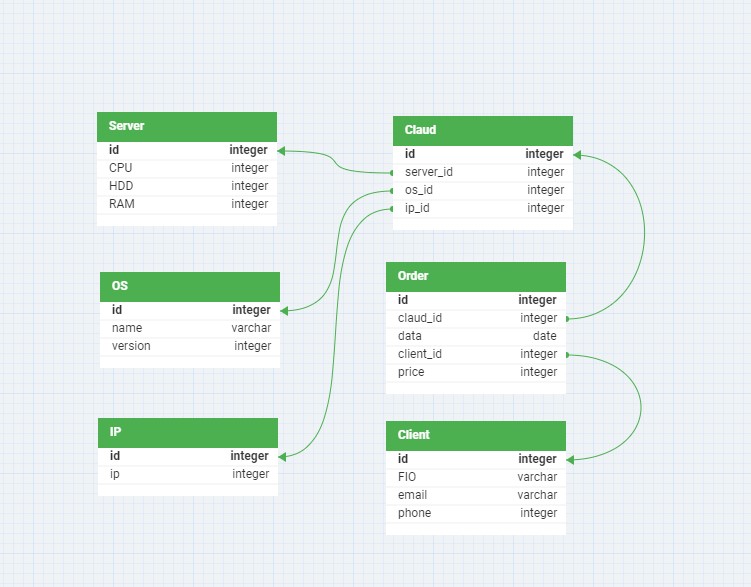 Server
id integer
CPU integer
HDD integer
RAM integer
Claud
id integer
server_id integer
os_id integer
ip_id integer
OS
id integer
name varchar
version integer
Order
id integer
claud_id integer
data date
client_id integer
price integer
IP
id integer
ip integer
Client
id integer
FIO varchar
email varchar
phone integer